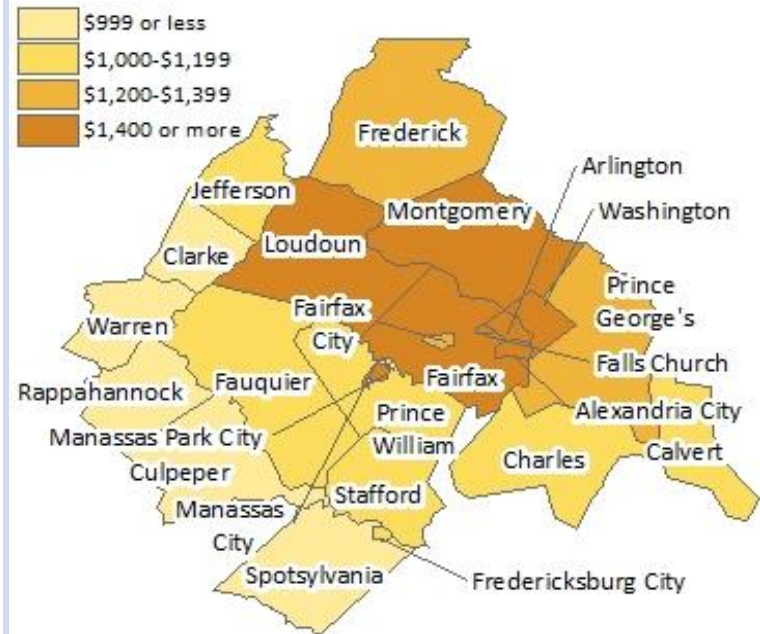 $999 or less
$1,000-$1,199
$1,200-$1,399
$1,400 or more
Frederick
Arlington
Jefferson
Montgomery
Washington
Clarke
Loudoun
Prince
George's
Warren
Fairfax
City
Falls Church
Rappahannock
Fauquier
Fairfax
Prince
William
Alexandria City
Manassas Park City
Culpeper
Charles
Calvert
Stafford
Manassas
City
Spotsylvania
Fredericksburg City